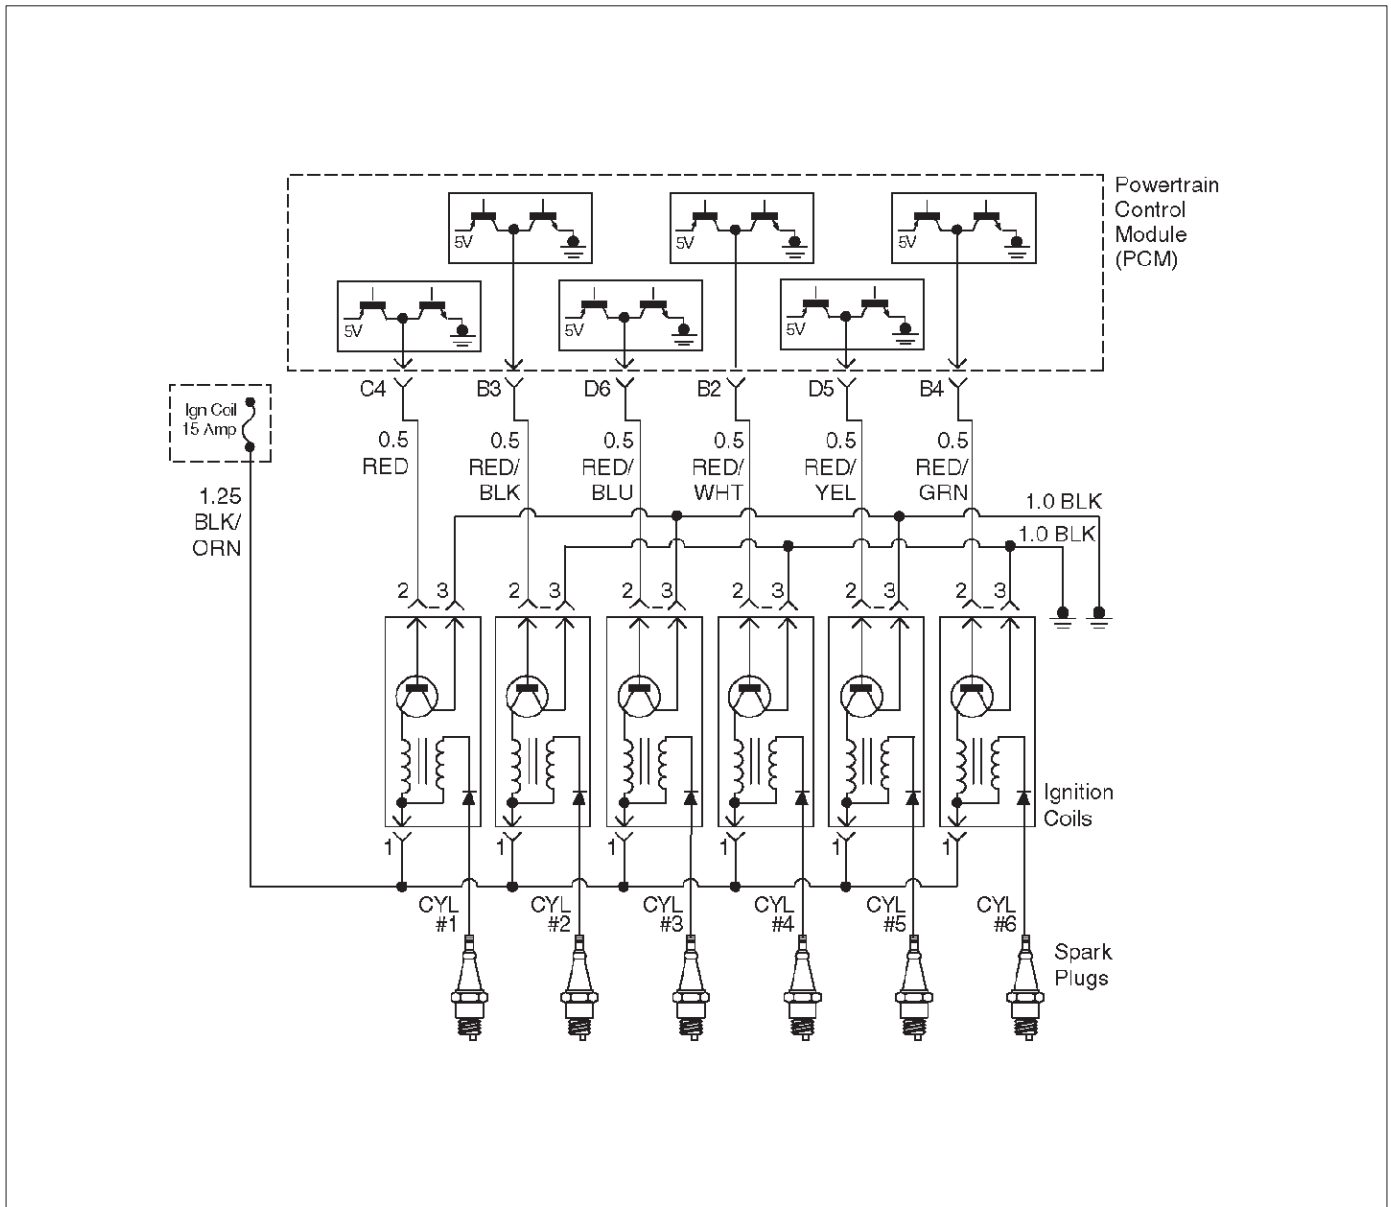 Powertrain
Control
Module
(PCM)
5V 5V 5V
5V 5V 5V
C4 B3 D6 B2 D5 B4
Ign Coil
15 Amp
0.5 0.5 0.5 0.5 0.5 0.5
RED RED/ RED/ RED/ RED/ RED/
BLK BLU WHT YEL GRN
1.25
BLK/
ORN
1.0 BLK
1.0 BLK
2 3 2 3 2 3 2 3 2 3 2 3
Ignition
Coils
1 1 1 1 1 1
CYL CYL CYL CYL CYL CYL
#1 #2 #3 #4 #5 #6
Spark
Plugs